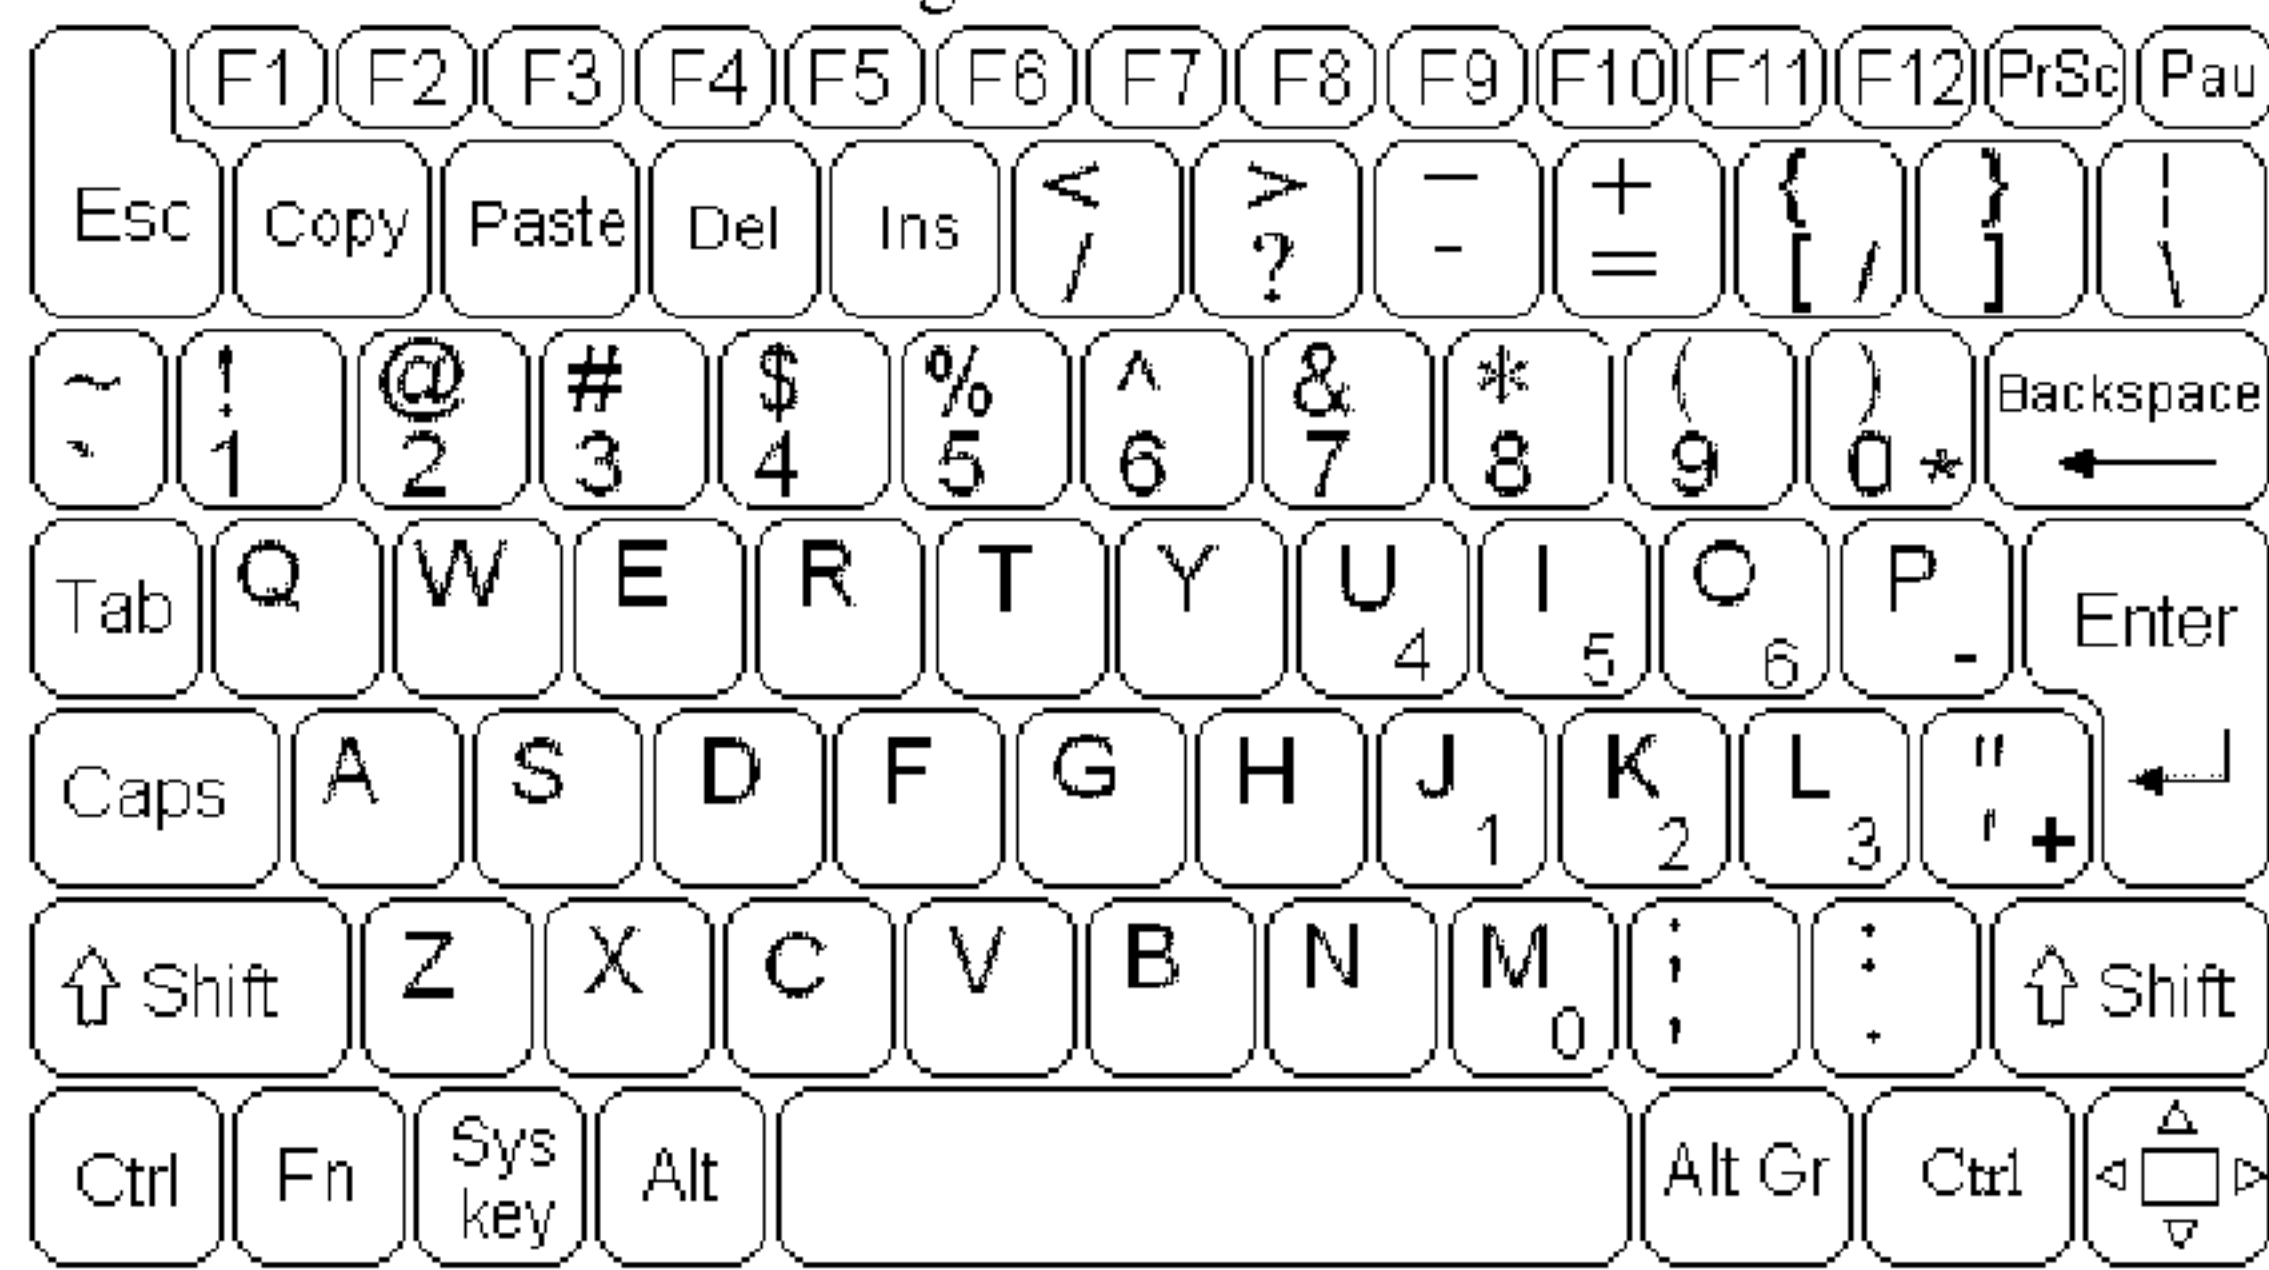 F1 F2 F3 F4 F5 F6 F7 F8 F9 F10 F11 F12 PrSc Pau
Esc Copy Paste Del Ins < / > ? — - + = { [ / } ] ¦ \
~ ` ! 1 @ 2 # 3 $ 4 % 5 ^ 6 & 7 * 8 ( 9 ) 0 * Backspace
Tab Q W E R T Y U 4 I 5 O 6 P - Enter
Caps A S D F G H J 1 K 2 L 3 " ' +
Shift Z X C V B N M 0 ; , : . Shift
Ctrl Fn Sys key Alt Alt Gr Ctrl